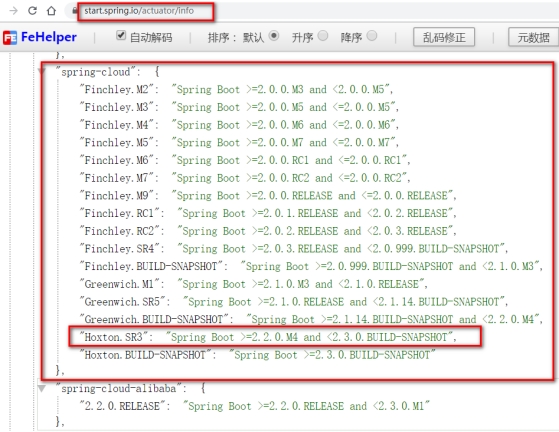 start.spring.io/actuator/info
FeHelper 自动解码 排序： 默认 升序 降序 乱码修正 元数据
},
"spring-cloud": {
"Finchley.M2": "Spring Boot >=2.0.0.M3 and <2.0.0.M5",
"Finchley.M3": "Spring Boot >=2.0.0.M5 and <=2.0.0.M5",
"Finchley.M4": "Spring Boot >=2.0.0.M6 and <=2.0.0.M6",
"Finchley.M5": "Spring Boot >=2.0.0.M7 and <=2.0.0.M7",
"Finchley.M6": "Spring Boot >=2.0.0.RC1 and <=2.0.0.RC1",
"Finchley.M7": "Spring Boot >=2.0.0.RC2 and <=2.0.0.RC2",
"Finchley.M9": "Spring Boot >=2.0.0.RELEASE and <=2.0.0.RELEASE",
"Finchley.RC1": "Spring Boot >=2.0.1.RELEASE and <2.0.2.RELEASE",
"Finchley.RC2": "Spring Boot >=2.0.2.RELEASE and <2.0.3.RELEASE",
"Finchley.SR4": "Spring Boot >=2.0.3.RELEASE and <2.0.999.BUILD-SNAPSHOT",
"Finchley.BUILD-SNAPSHOT": "Spring Boot >=2.0.999.BUILD-SNAPSHOT and <2.1.0.M3",
"Greenwich.M1": "Spring Boot >=2.1.0.M3 and <2.1.0.RELEASE",
"Greenwich.SR5": "Spring Boot >=2.1.0.RELEASE and <2.1.14.BUILD-SNAPSHOT",
"Greenwich.BUILD-SNAPSHOT": "Spring Boot >=2.1.14.BUILD-SNAPSHOT and <2.2.0.M4",
"Hoxton.SR3": "Spring Boot >=2.2.0.M4 and <2.3.0.BUILD-SNAPSHOT",
"Hoxton.BUILD-SNAPSHOT": "Spring Boot >=2.3.0.BUILD-SNAPSHOT"
},
"spring-cloud-alibaba": {
"2.2.0.RELEASE": "Spring Boot >=2.2.0.RELEASE and <2.3.0.M1"
},